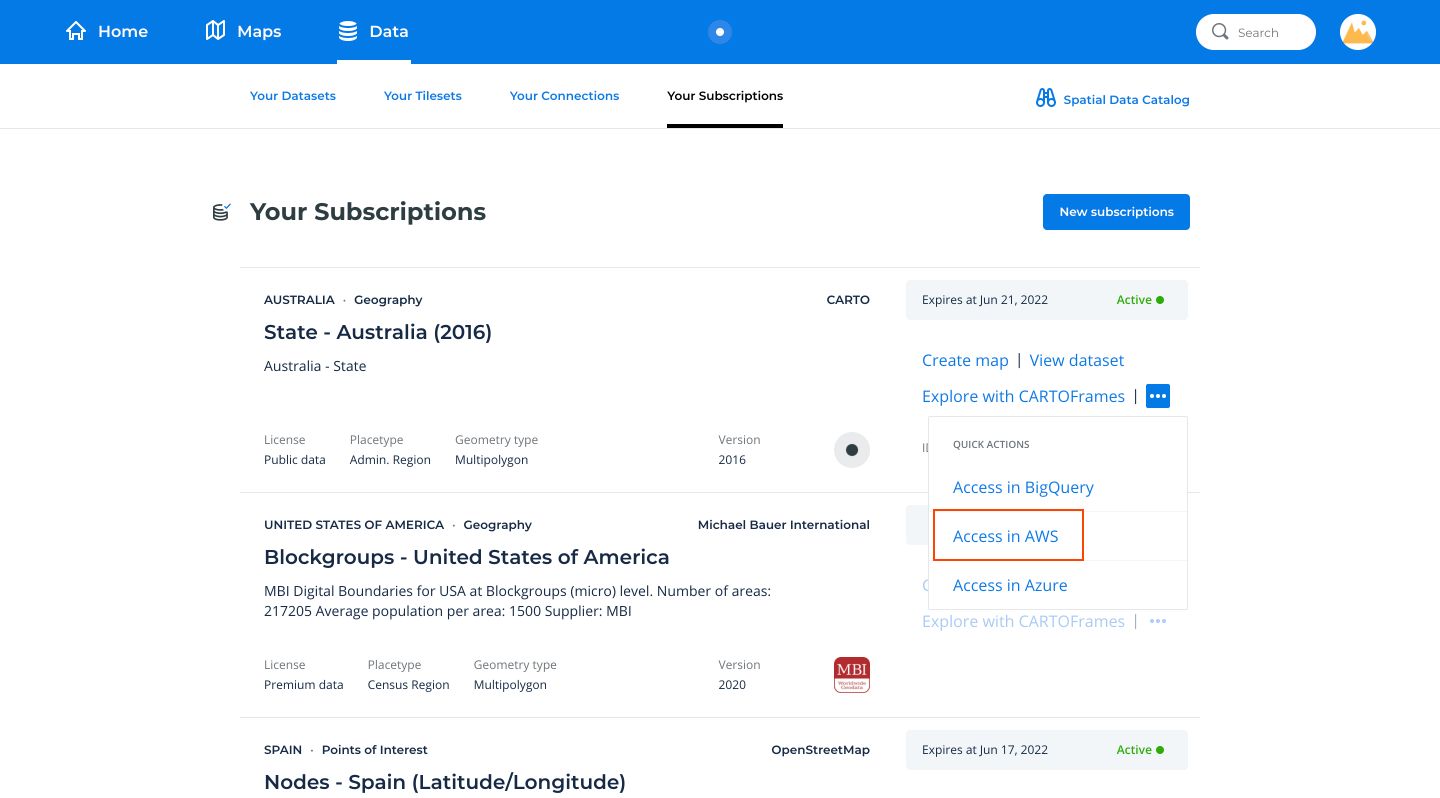 Home
Maps
Data
Search
Your Datasets
Your Tilesets
Your Connections
Your Subscriptions
Spatial Data Catalog
Your Subscriptions
New subscriptions
AUSTRALIA · Geography
CARTO
Expires at Jun 21, 2022
Active
State - Australia (2016)
Australia - State
Create map | View dataset
Explore with CARTOFrames | •••
License
Placetype
Geometry type
Version
Public data
Admin. Region
Multipolygon
2016
QUICK ACTIONS
Access in BigQuery
Access in AWS
Access in Azure
UNITED STATES OF AMERICA · Geography
Michael Bauer International
Blockgroups - United States of America
MBI Digital Boundaries for USA at Blockgroups (micro) level. Number of areas:
217205 Average population per area: 1500 Supplier: MBI
Explore with CARTOFrames | •••
License
Placetype
Geometry type
Version
Premium data
Census Region
Multipolygon
2020
MBI
Worldwide
Geodata
SPAIN · Points of Interest
OpenStreetMap
Expires at Jun 17, 2022
Active
Nodes - Spain (Latitude/Longitude)